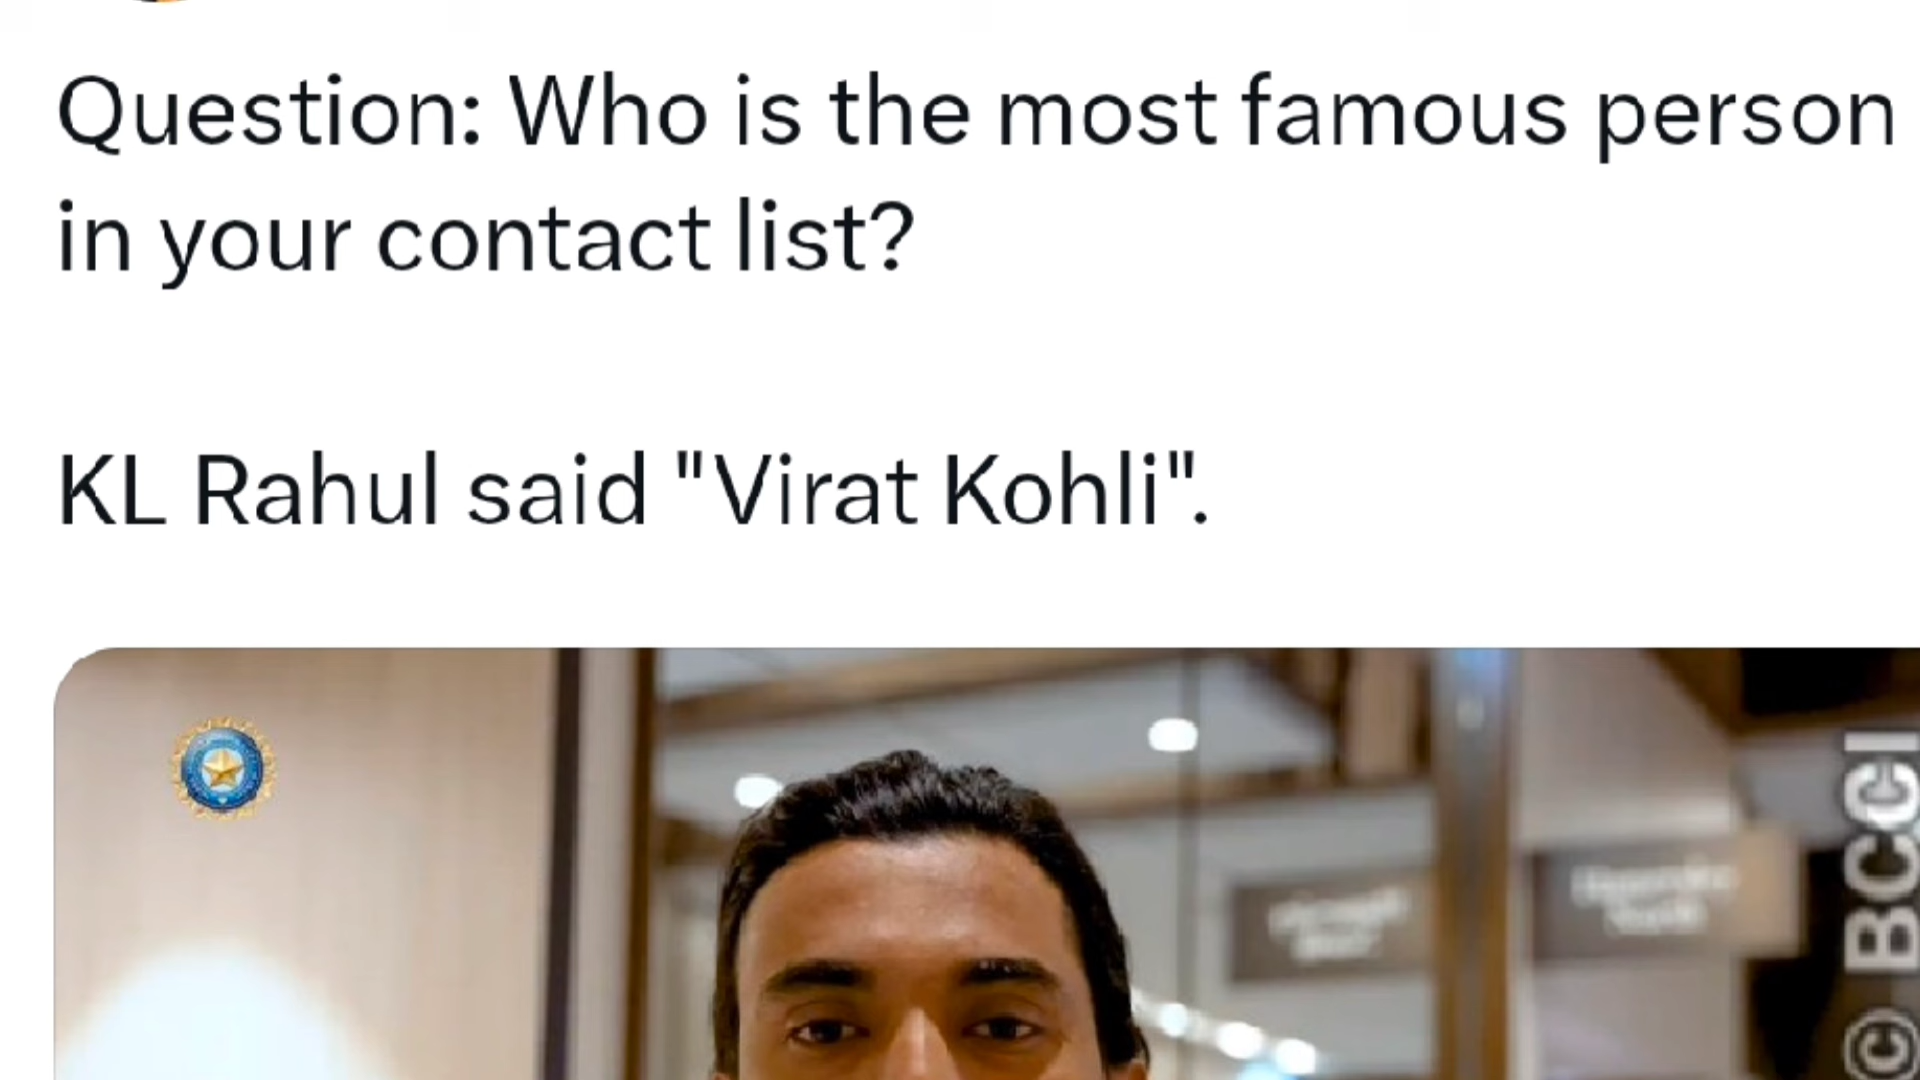 Question: Who is the most famous person
in your contact list?
KL Rahul said "Virat Kohli".
© BCCI